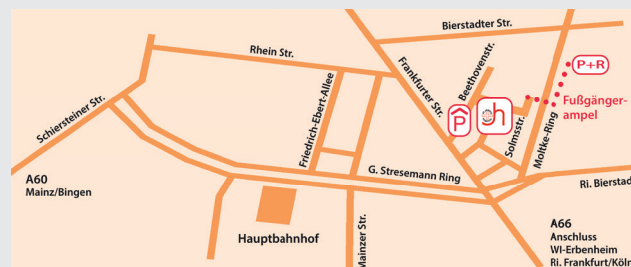 Bierstadter Str.
Rhein Str.
Frankfurter Str.
Beethovenstr.
P+R
Schiersteiner Str.
Friedrich-Ebert-Allee
P
gh
Fußgänger-
ampel
Solmsstr.
Moltke-Ring
G. Stresemann Ring
A60
Mainz/Bingen
Ri. Bierstad
Hauptbahnhof
Mainzer Str.
A66
Anschluss
WI-Erbenheim
Ri. Frankfurt/Köln